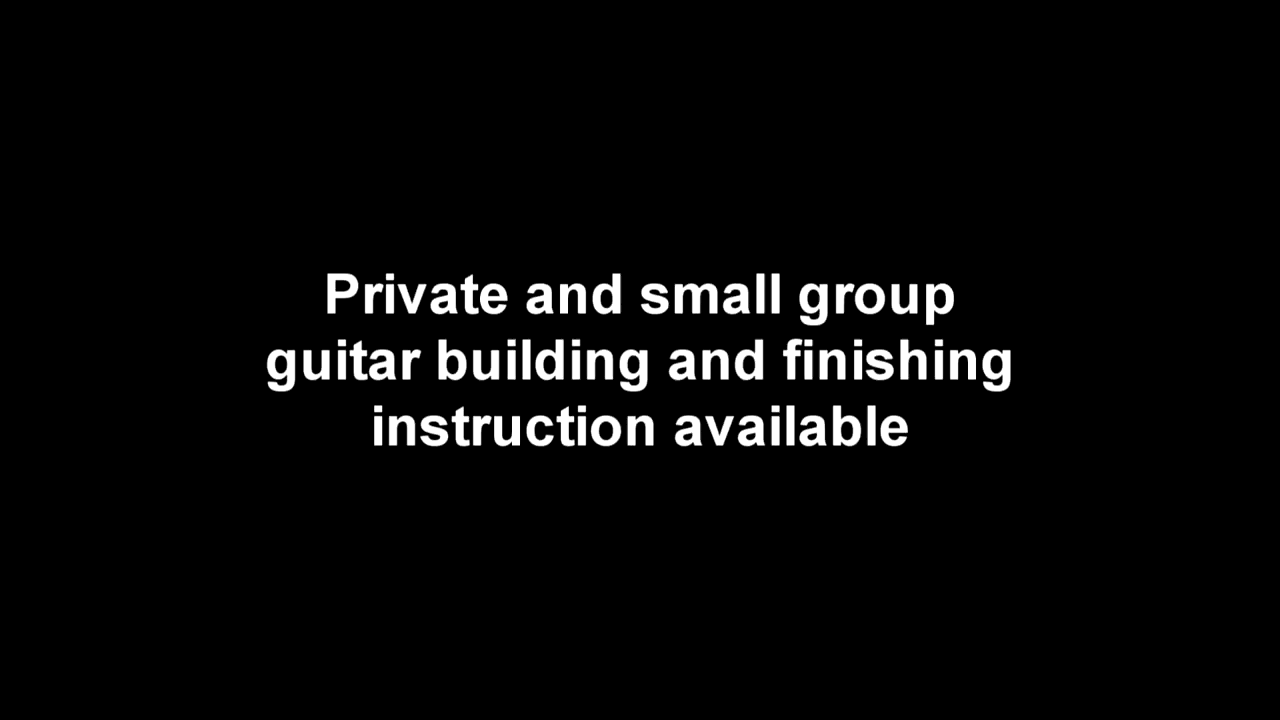 Private and small group
guitar building and finishing
instruction available